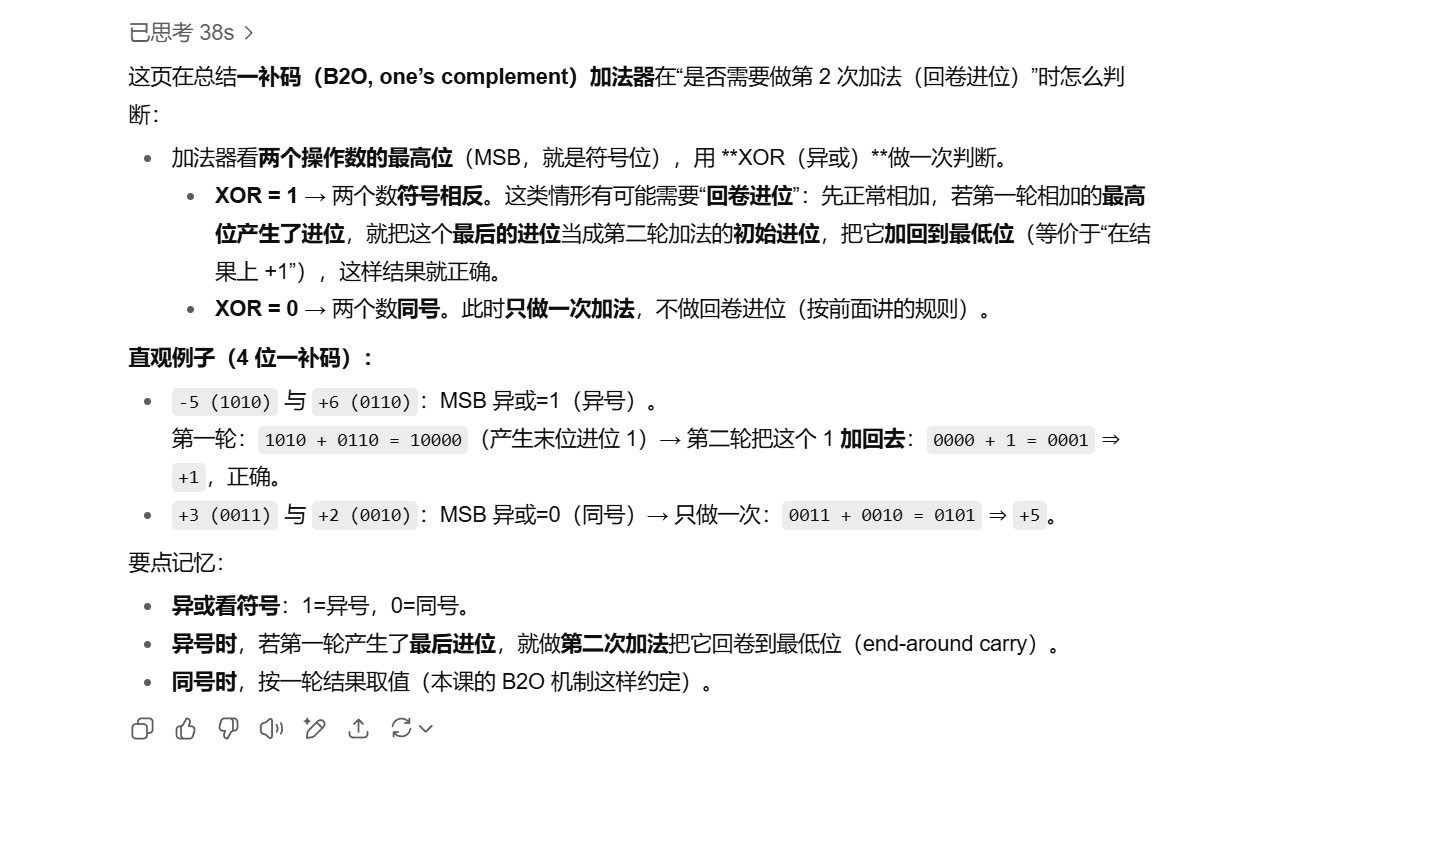 已思考 38s
这页在总结一补码（B2O, one’s complement）加法器在“是否需要做第 2 次加法（回卷进位）”时怎么判
断：
加法器看两个操作数的最高位（MSB，就是符号位），用 **XOR（异或）**做一次判断。
XOR = 1 → 两个数符号相反。这类情形有可能需要“回卷进位”：先正常相加，若第一轮相加的最高
位产生了进位，就把这个最后的进位当成第二轮加法的初始进位，把它加回到最低位（等价于“在结
果上 +1”），这样结果就正确。
XOR = 0 → 两个数同号。此时只做一次加法，不做回卷进位（按前面讲的规则）。
直观例子（4 位一补码）：
-5 (1010) 与 +6 (0110)：MSB 异或=1（异号）。
第一轮：1010 + 0110 = 10000（产生末位进位 1）→ 第二轮把这个 1 加回去：0000 + 1 = 0001 ⇒
+1，正确。
+3 (0011) 与 +2 (0010)：MSB 异或=0（同号）→ 只做一次：0011 + 0010 = 0101 ⇒ +5。
要点记忆：
异或看符号：1=异号，0=同号。
异号时，若第一轮产生了最后进位，就做第二次加法把它回卷到最低位（end-around carry）。
同号时，按一轮结果取值（本课的 B2O 机制这样约定）。